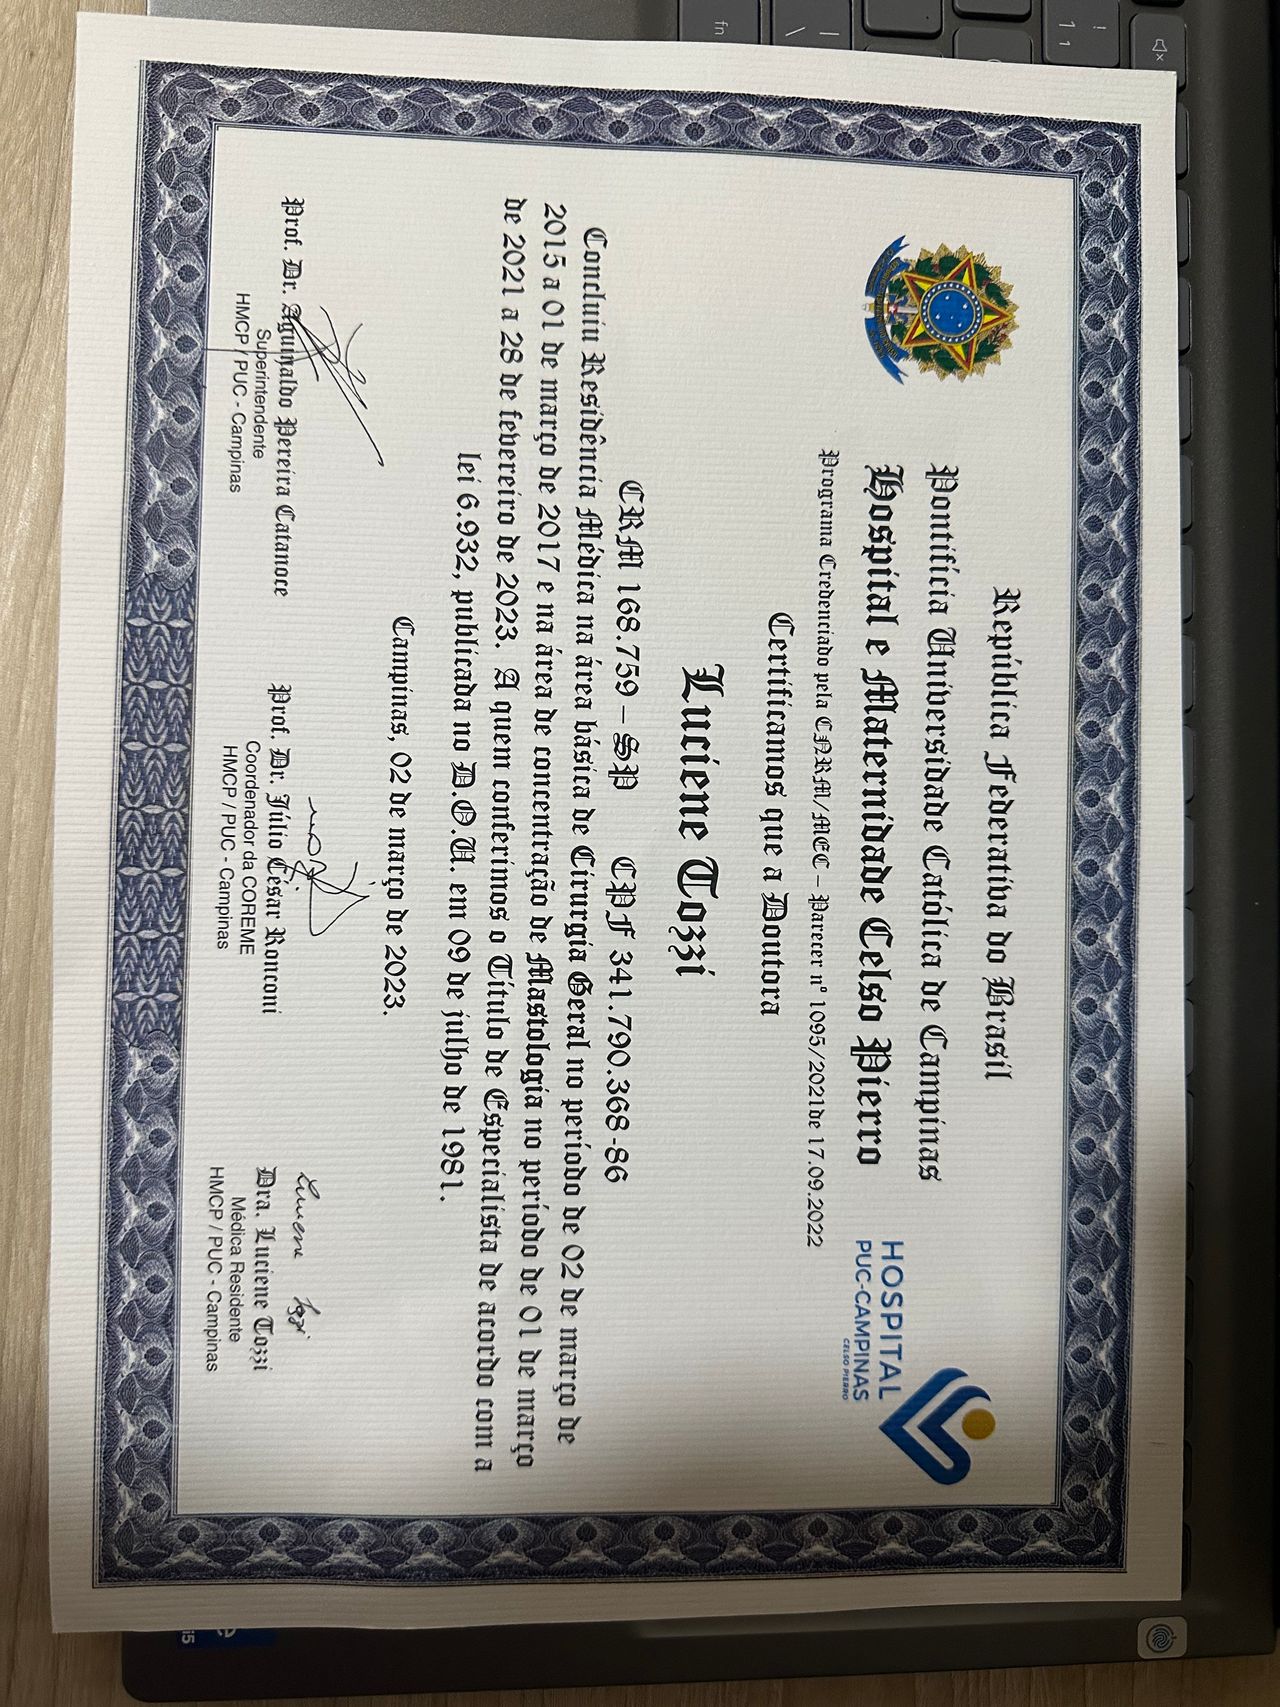 República Federativa do Brasil
Pontifícia Universidade Católica de Campinas
Hospital e Maternidade Celso Pierro
HOSPITAL
PUC-CAMPINAS
CELSO PIERRO
Programa Credenciado pela CNRM/MEC – Parecer nº 1095/2021de 17.09.2022
Certificamos que a Doutora
Luciene Tozzi
CRM 168.759 – SP CPF 341.790.368-86
Concluiu Residência Médica na área básica de Cirurgia Geral no período de 02 de março de
2015 a 01 de março de 2017 e na área de concentração de Mastologia no período de 01 de março
de 2021 a 28 de fevereiro de 2023. A quem conferimos o Título de Especialista de acordo com a
lei 6.932, publicada no D.O.U. em 09 de julho de 1981.
Campinas, 02 de março de 2023.
Prof. Dr. Aguinaldo Pereira Catanoce
Superintendente
HMCP / PUC - Campinas
Prof. Dr. Júlio César Ronconi
Coordenador da COREME
HMCP / PUC - Campinas
Luciene Tozzi
Dra. Luciene Tozzi
Médica Residente
HMCP / PUC - Campinas
fn
i5